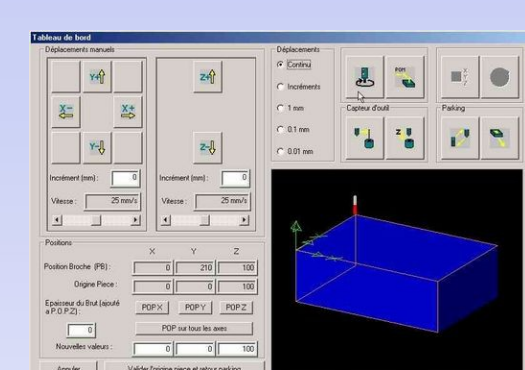 Tableau de bord
Déplacements manuels
Y+
Z+
X-
X+
Y-
Z-
Incrément (mm) :
0
Incrément (mm) :
0
Vitesse :
25 mm/s
Vitesse :
25 mm/s
Déplacements
Continu
Incréments
1 mm
0.1 mm
0.01 mm
POM
X
Y
Z
Capteur d'outil
Z
Parking
Positions
X Y Z
Position Broche (PB) : 0 210 100
Origine Piece : 0 0 100
Epaisseur du Brut (ajouté
a P.O.P.Z) :
POP X POP Y POP Z
0
POP sur tous les axes
Nouvelles valeurs : 0 0 100
Annuler
Valider l'origine piece et retour parking